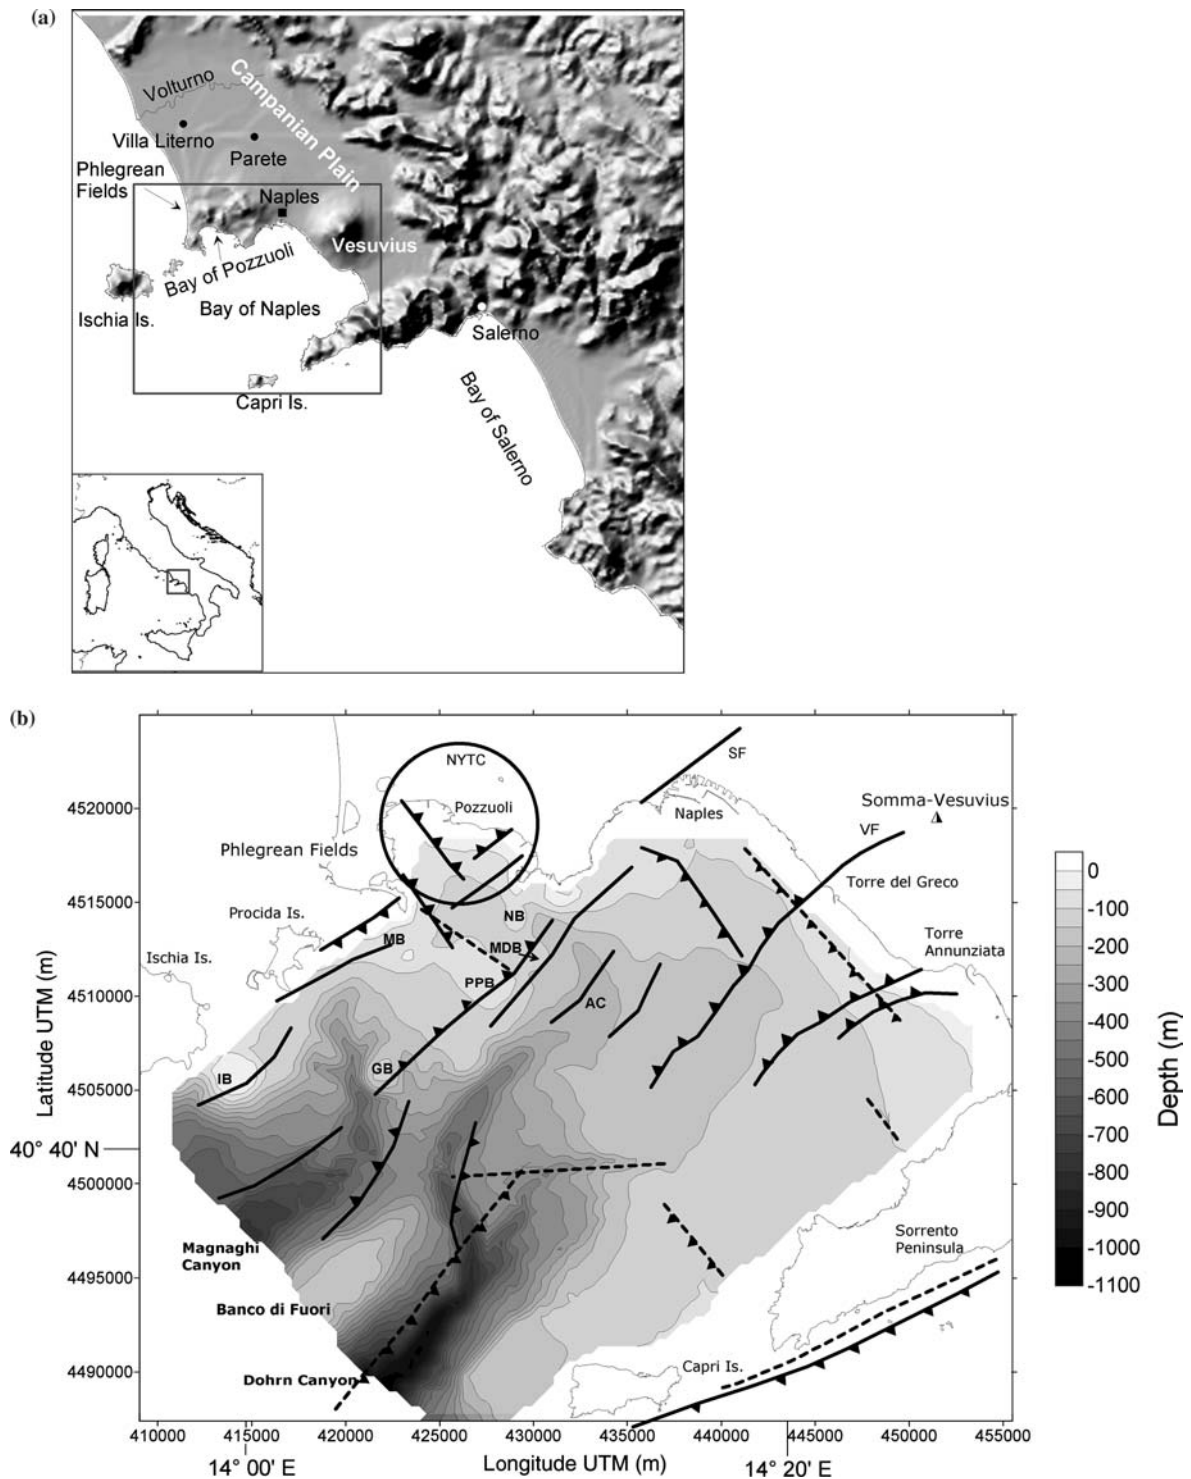 (a)
Volturno
Campanian Plain
Villa Literno
Parete
Phlegrean
Fields
Naples
Vesuvius
Bay of Pozzuoli
Bay of Naples
Ischia Is.
Salerno
Capri Is.
Bay of Salerno
(b)
NYTC
SF
4520000
Pozzuoli
Naples
Somma-Vesuvius
VF
Phlegrean Fields
0
Torre del Greco
4515000
-100
Procida Is.
NB
-200
MB
MDB
Torre
Annunziata
Ischia Is.
-300
PPB
4510000
AC
-400
-500
GB
IB
4505000
-600
Latitude UTM (m)
Depth (m)
-700
40° 40' N
-800
4500000
-900
Sorrento
Peninsula
Magnaghi
Canyon
-1000
4495000
-1100
Banco di Fuori
4490000
Capri Is.
Dohrn Canyon
410000 415000 420000 425000 430000 435000 440000 445000 450000 455000
14° 00' E
Longitude UTM (m)
14° 20' E